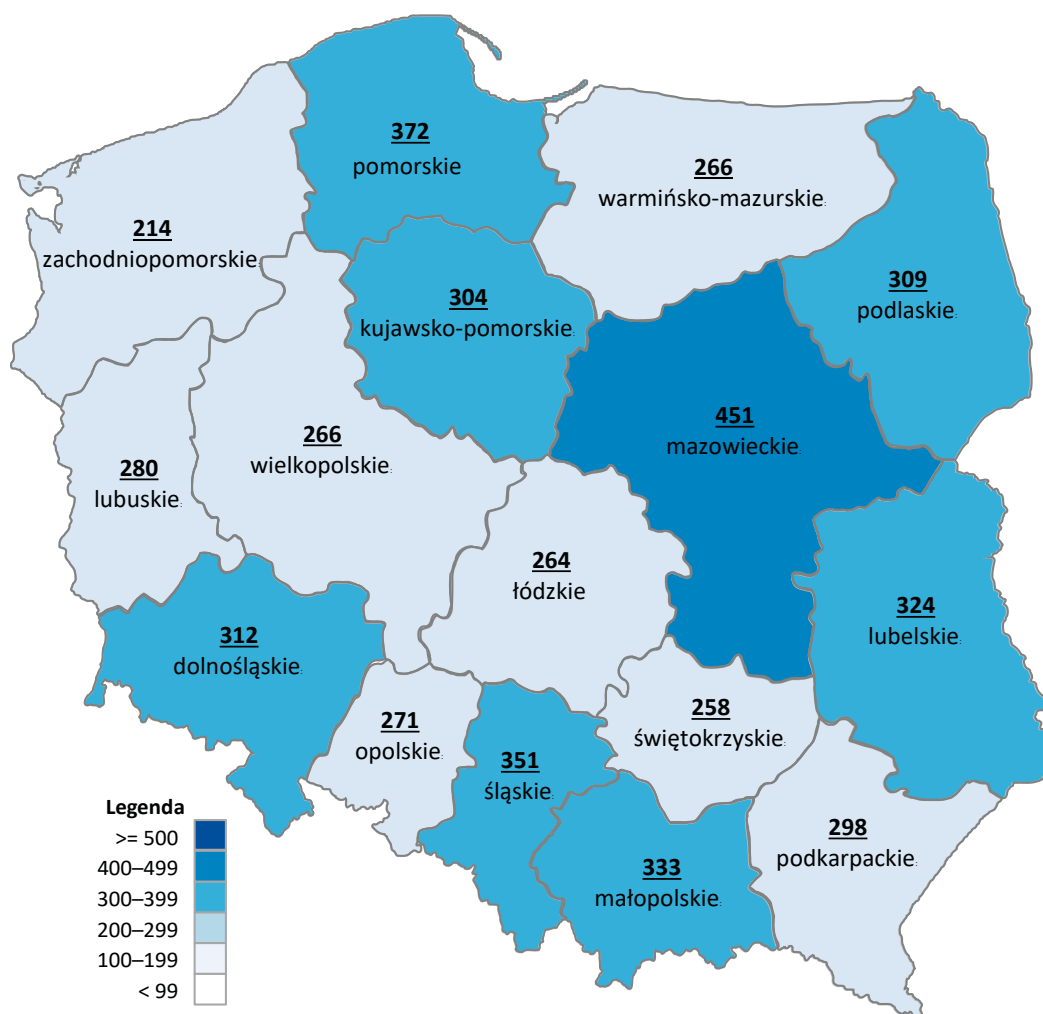 372
pomorskie
266
warmińsko-mazurskie:
214
zachodniopomorskie:
309
podlaskie:
304
kujawsko-pomorskie:
451
mazowieckie:
266
wielkopolskie:
280
lubuskie:
264
łódzkie
324
lubelskie:
312
dolnośląskie:
271
opolskie:
258
świętokrzyskie:
351
śląskie:
298
podkarpackie:
333
małopolskie:
Legenda
>= 500
400–499
300–399
200–299
100–199
< 99